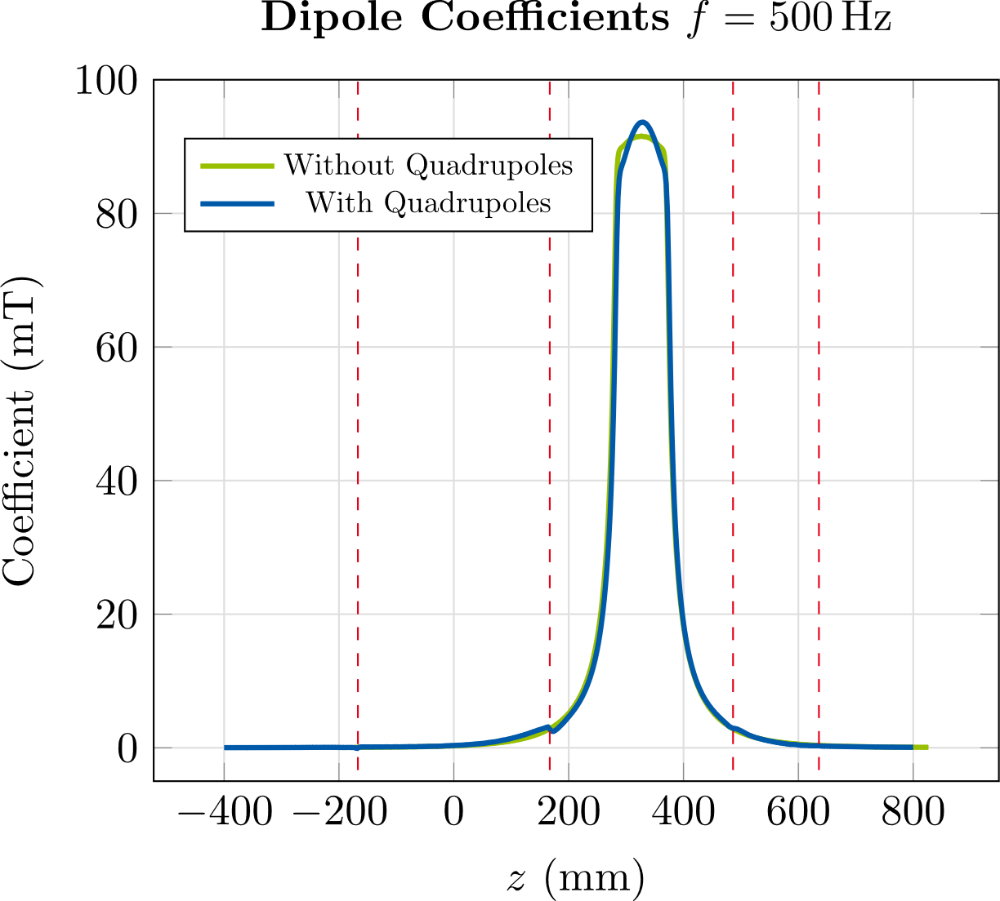 Dipole Coefficients f = 500 Hz
100
80
60
40
20
0
Coefficient (mT)
Without Quadrupoles
With Quadrupoles
−400 −200 0 200 400 600 800
z (mm)